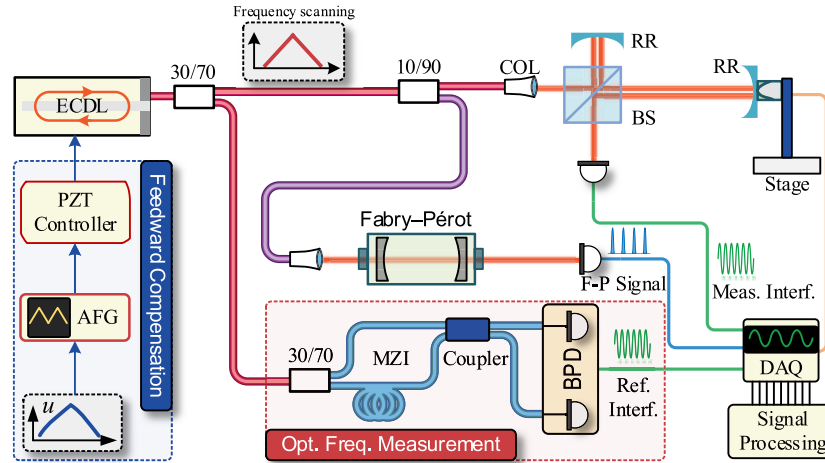 Frequency scanning
30/70
10/90
COL
RR
RR
ECDL
BS
Stage
PZT
Controller
Feedward Compensation
Fabry–Pérot
F-P Signal
Meas. Interf.
AFG
u
30/70
MZI
Coupler
BPD
Ref.
Interf.
DAQ
Signal
Processing
Opt. Freq. Measurement